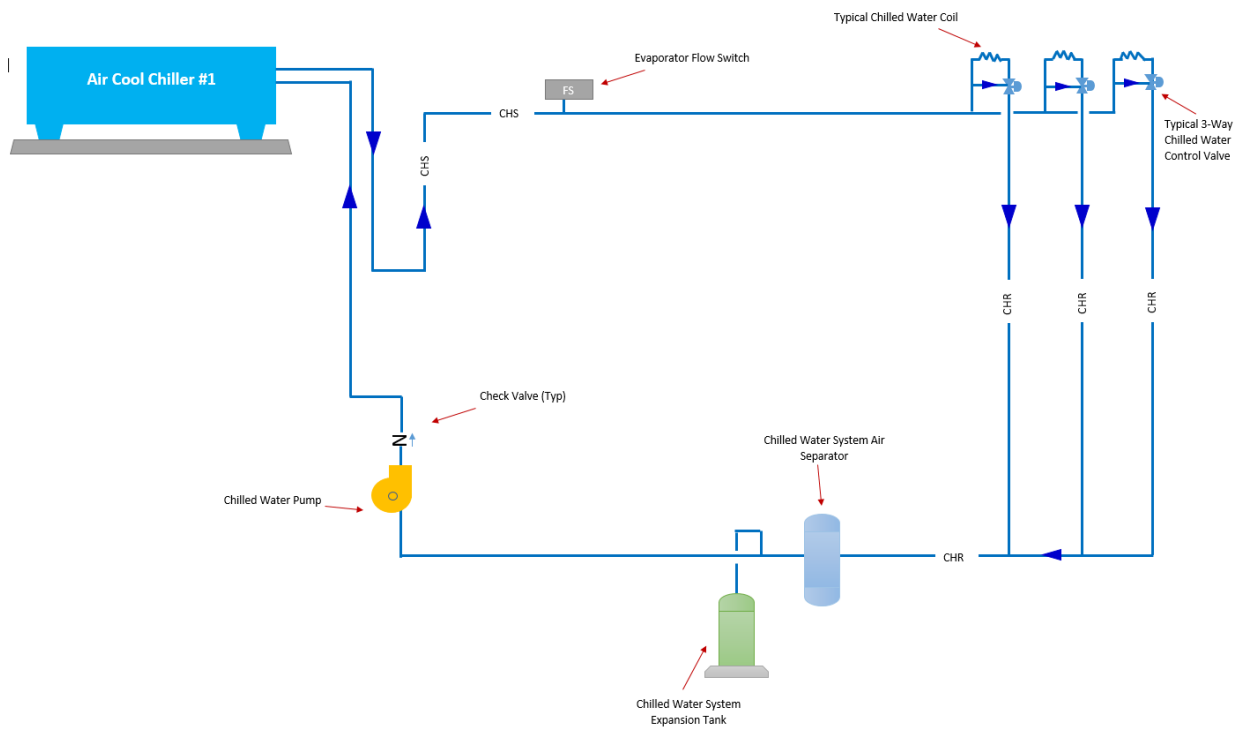 Air Cool Chiller #1
Typical Chilled Water Coil
Evaporator Flow Switch
FS
CHS
CHS
Typical 3-Way
Chilled Water
Control Valve
CHR
CHR
CHR
Check Valve (Typ)
Chilled Water System Air
Separator
Chilled Water Pump
CHR
Chilled Water System
Expansion Tank